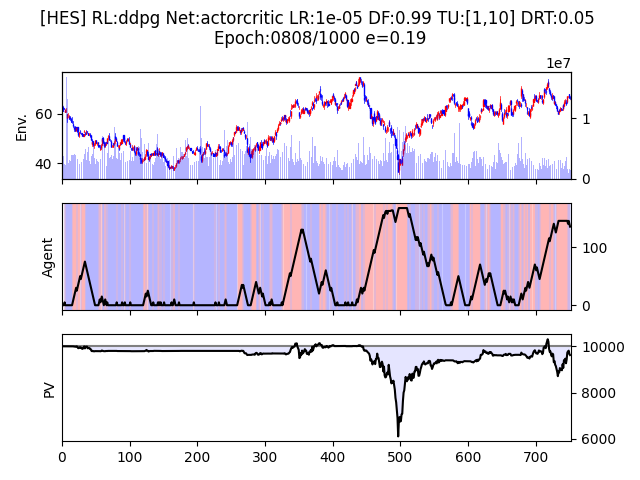 [HES] RL:ddpg Net:actorcritic LR:1e-05 DF:0.99 TU:[1,10] DRT:0.05
Epoch:0808/1000 e=0.19
1e7
Env.
60
40
1
0
Agent
100
0
PV
10000
8000
6000
0 100 200 300 400 500 600 700